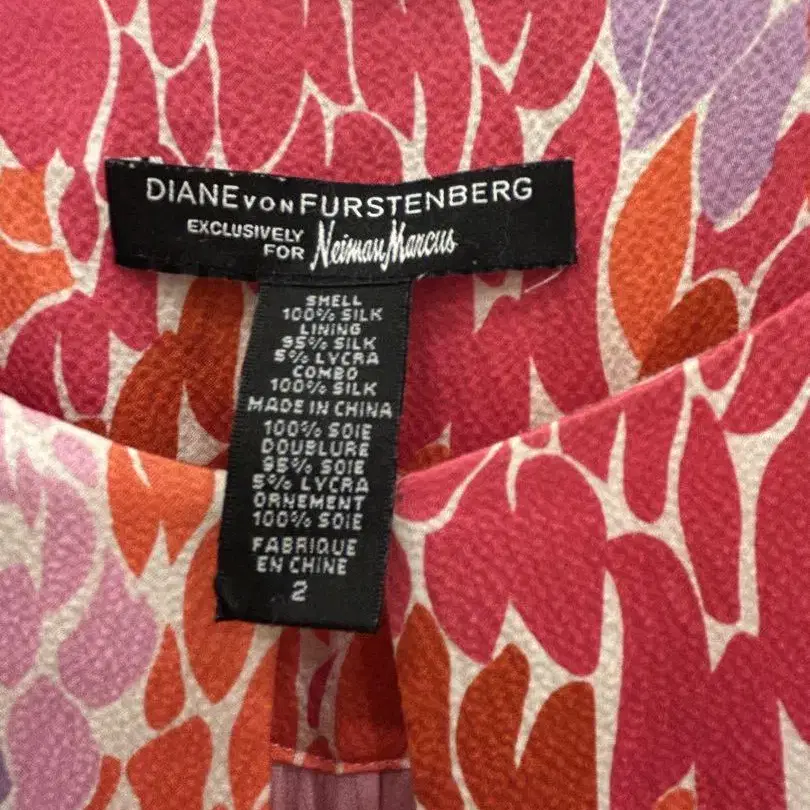 DIANE VON FURSTENBERG
EXCLUSIVELY
FOR Neiman Marcus
SHELL
100% SILK
LINING
95% SILK
5% LYCRA
COMBO
100% SILK
MADE IN CHINA
100% SOIE
DOUBLURE
95% SOIE
5% LYCRA
ORNEMENT
100% SOIE
FABRIQUE
EN CHINE
2